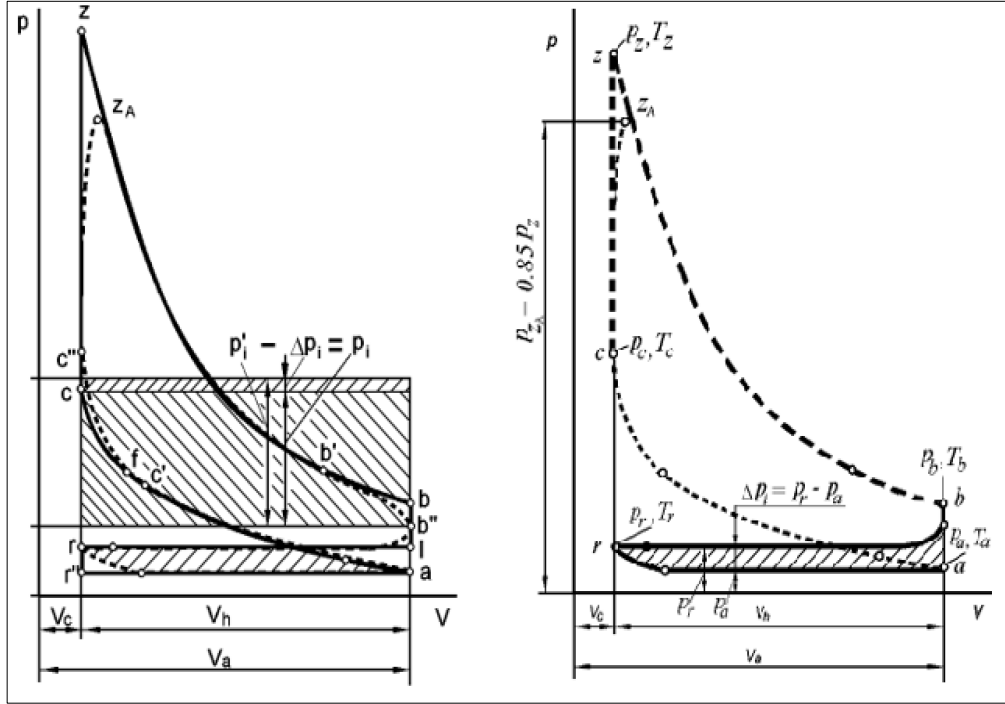 p
z
z_A
c"
c
p'_i – Δp_i = p_i
f
c'
b'
b
b"
r
l
r"
a
V_c
V_h
V
V_a
p
z
p_z, T_z
z_A
p_{z_A} – 0.85 p_z
c
p_c, T_c
p_b, T_b
b
Δp_i = p_r - p_a
p_r, T_r
r
p_a, T_a
a
p_r
p_a
V_c
V_h
V
V_a